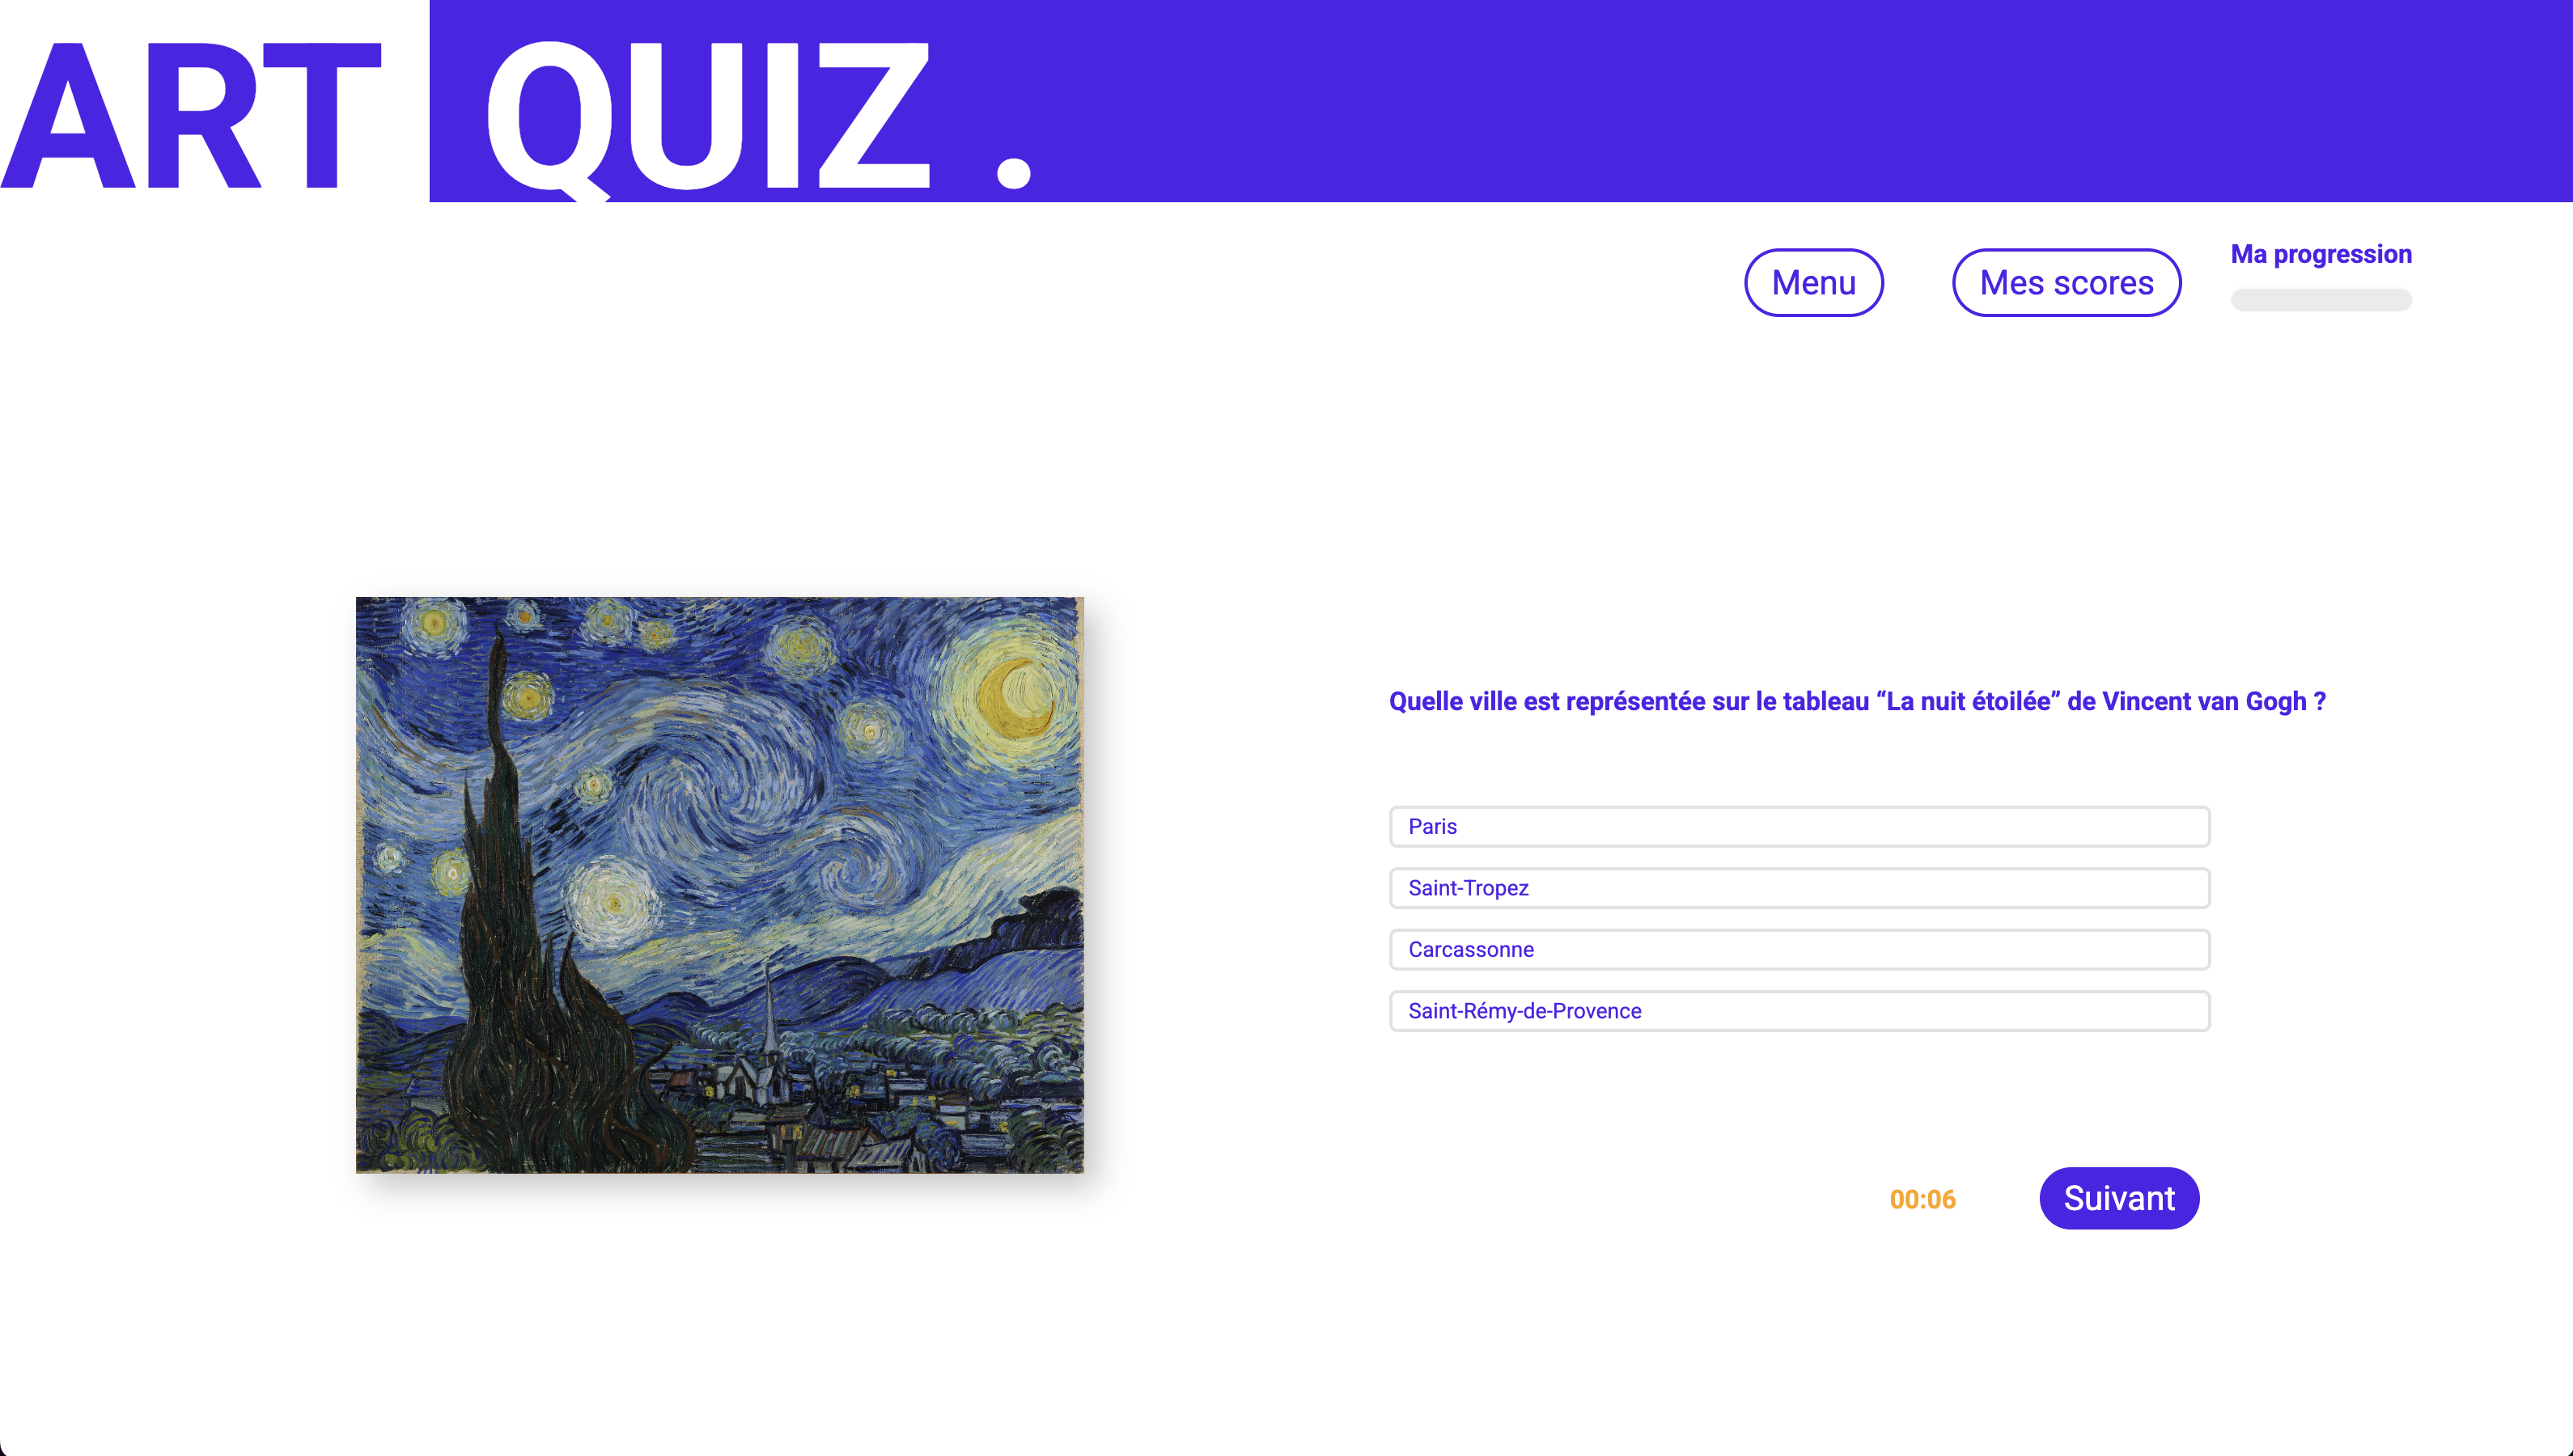 ART QUIZ .
Menu
Mes scores
Ma progression
Quelle ville est représentée sur le tableau “La nuit étoilée” de Vincent van Gogh ?
Paris
Saint-Tropez
Carcassonne
Saint-Rémy-de-Provence
00:06
Suivant